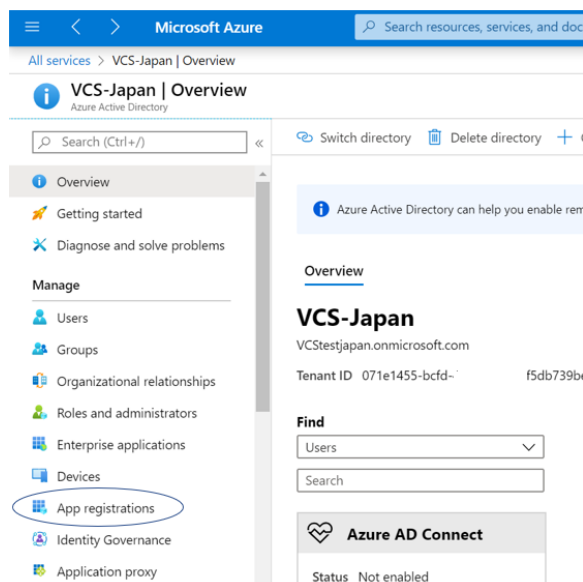 Microsoft Azure
Search resources, services, and doc
All services > VCS-Japan | Overview
VCS-Japan | Overview
Azure Active Directory
Search (Ctrl+/)
«
Overview
Getting started
Diagnose and solve problems
Manage
Users
Groups
Organizational relationships
Roles and administrators
Enterprise applications
Devices
App registrations
Identity Governance
Application proxy
Switch directory
Delete directory
Azure Active Directory can help you enable rem
Overview
VCS-Japan
VCStestjapan.onmicrosoft.com
Tenant ID 071e1455-bcfd- f5db739be
Find
Users
Search
Azure AD Connect
Status Not enabled